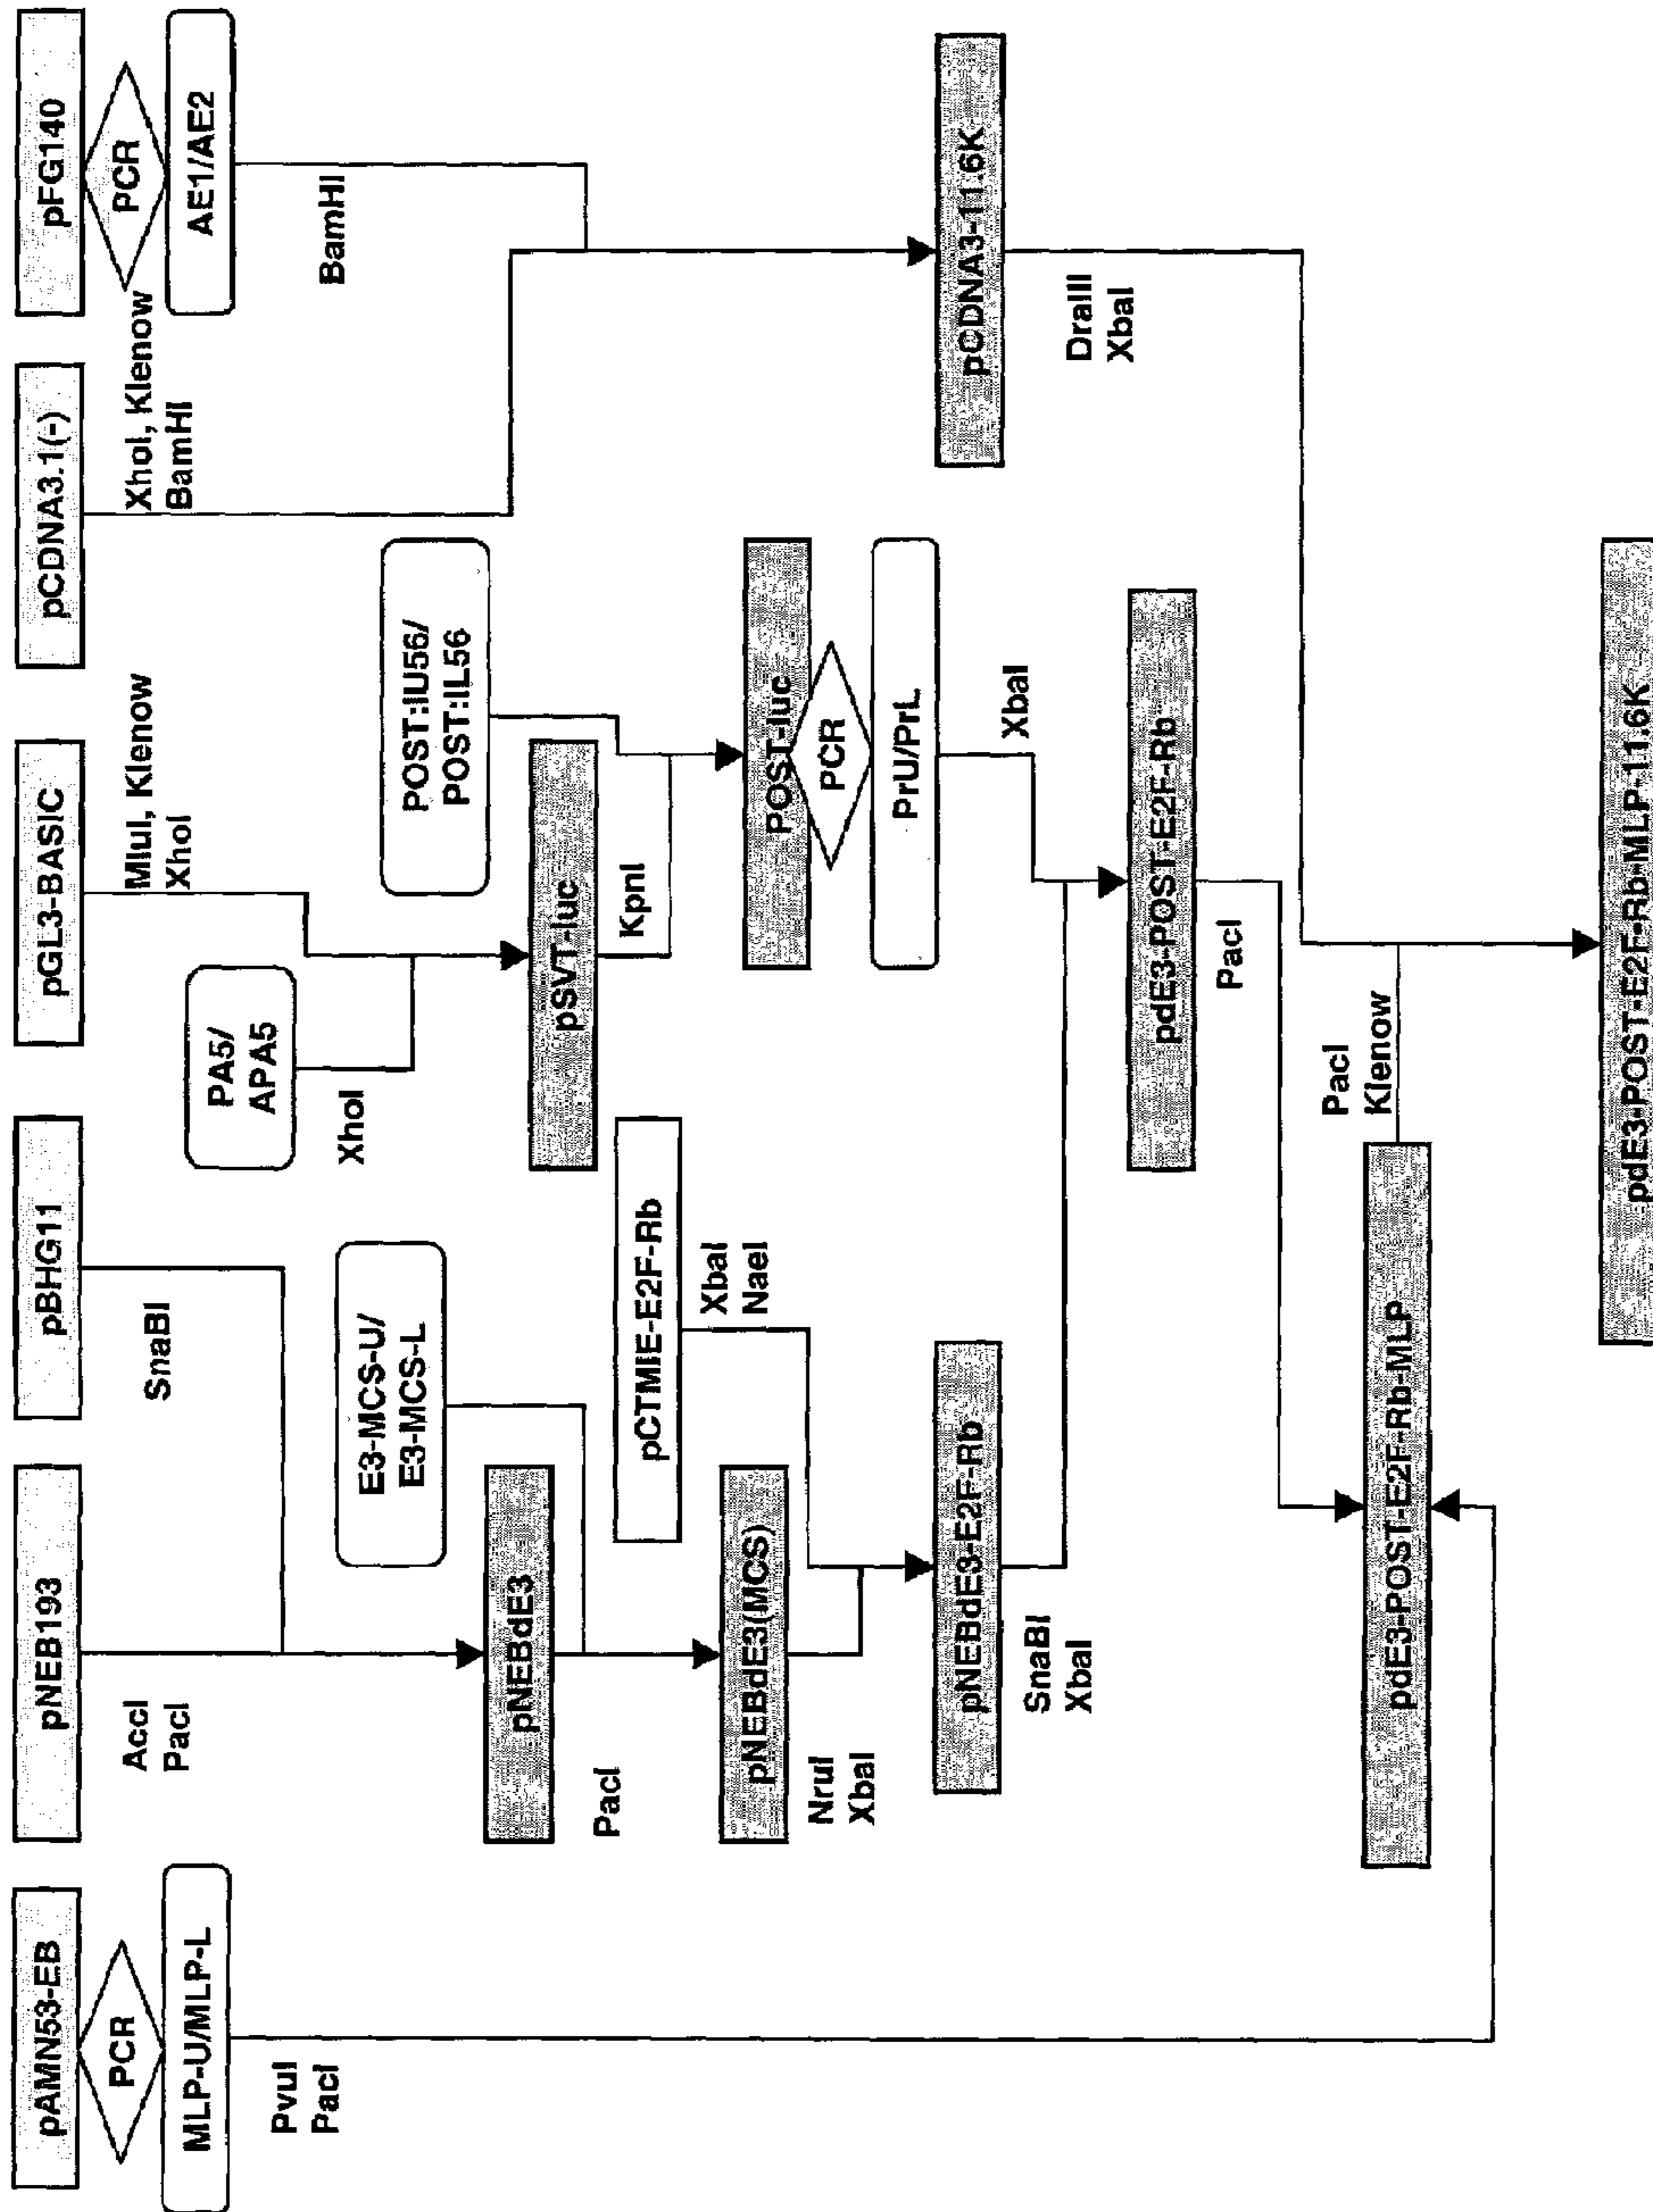 pAMN53-EB
PCR
MLP-U/MLP-L
PvuI
PacI
pNEB193
AccI
PacI
pBHG11
SnaBI
pGL3-BASIC
MluI, Klenow
XhoI
pCDNA3.1(-)
XhoI, Klenow
BamHI
pFG140
PCR
AE1/AE2
BamHI
PA5/
APA5
XhoI
E3-MCS-U/
E3-MCS-L
POST:IU56/
POST:IL56
pNEBdE3
PacI
pSVT-luc
KpnI
pCTMIE-E2F-Rb
XbaI
NaeI
pNEBdE3(MCS)
NruI
XbaI
POST-luc
PCR
PrU/PrL
XbaI
pNEBdE3-E2F-Rb
SnaBI
XbaI
pCDNA3-11.6K
DraIII
XbaI
pdE3-POST-E2F-Rb
PacI
pdE3-POST-E2F-Rb-MLP
PacI
Klenow
pdE3-POST-E2F-Rb-MLP-11.6K